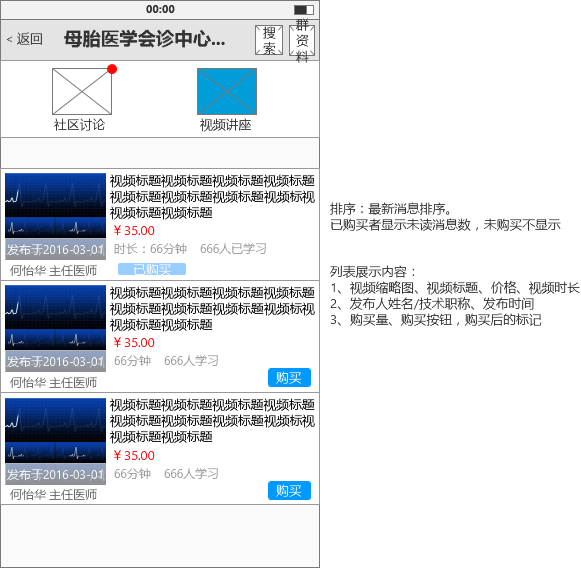 00:00
< 返回
母胎医学会诊中心...
搜索
群资料
社区讨论
视频讲座
视频标题视频标题视频标题视频标题
视频标题视频标题视频标题视频标视
频标题视频标题
￥35.00
发布于2016-03-01
时长：66分钟 666人已学习
何怡华 主任医师
已购买
视频标题视频标题视频标题视频标题
视频标题视频标题视频标题视频标视
频标题视频标题
￥35.00
发布于2016-03-01
66分钟 666人学习
何怡华 主任医师
购买
视频标题视频标题视频标题视频标题
视频标题视频标题视频标题视频标视
频标题视频标题
￥35.00
发布于2016-03-01
66分钟 666人学习
何怡华 主任医师
购买
排序：最新消息排序。
已购买者显示未读消息数，未购买不显示
列表展示内容：
1、视频缩略图、视频标题、价格、视频时长
2、发布人姓名/技术职称、发布时间
3、购买量、购买按钮，购买后的标记